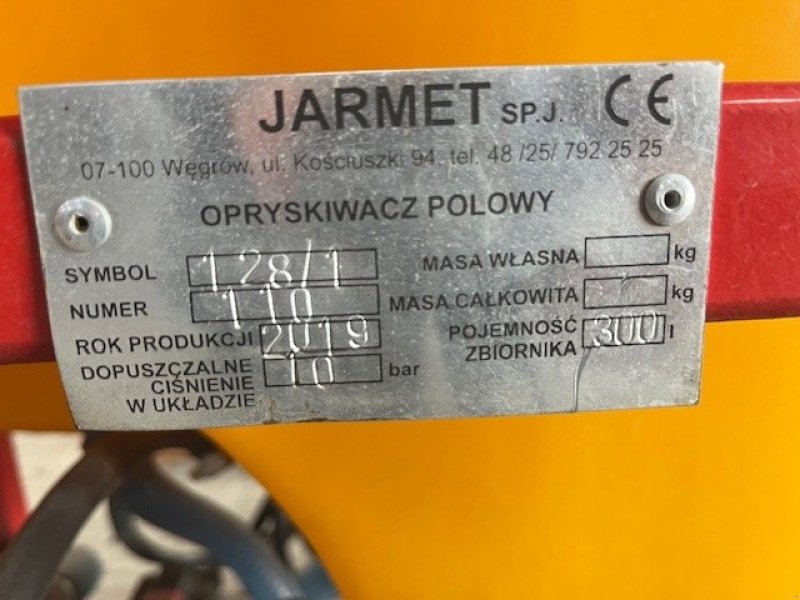 JARMET SP.J. CE
07-100 Węgrów, ul. Kościuszki 94, tel. 48 /25/ 792 25 25
OPRYSKIWACZ POLOWY
SYMBOL 128/1
NUMER 110
ROK PRODUKCJI 2019
DOPUSZCZALNE CIŚNIENIE W UKŁADZIE 10 bar
MASA WŁASNA kg
MASA CAŁKOWITA kg
POJEMNOŚĆ ZBIORNIKA 300 l